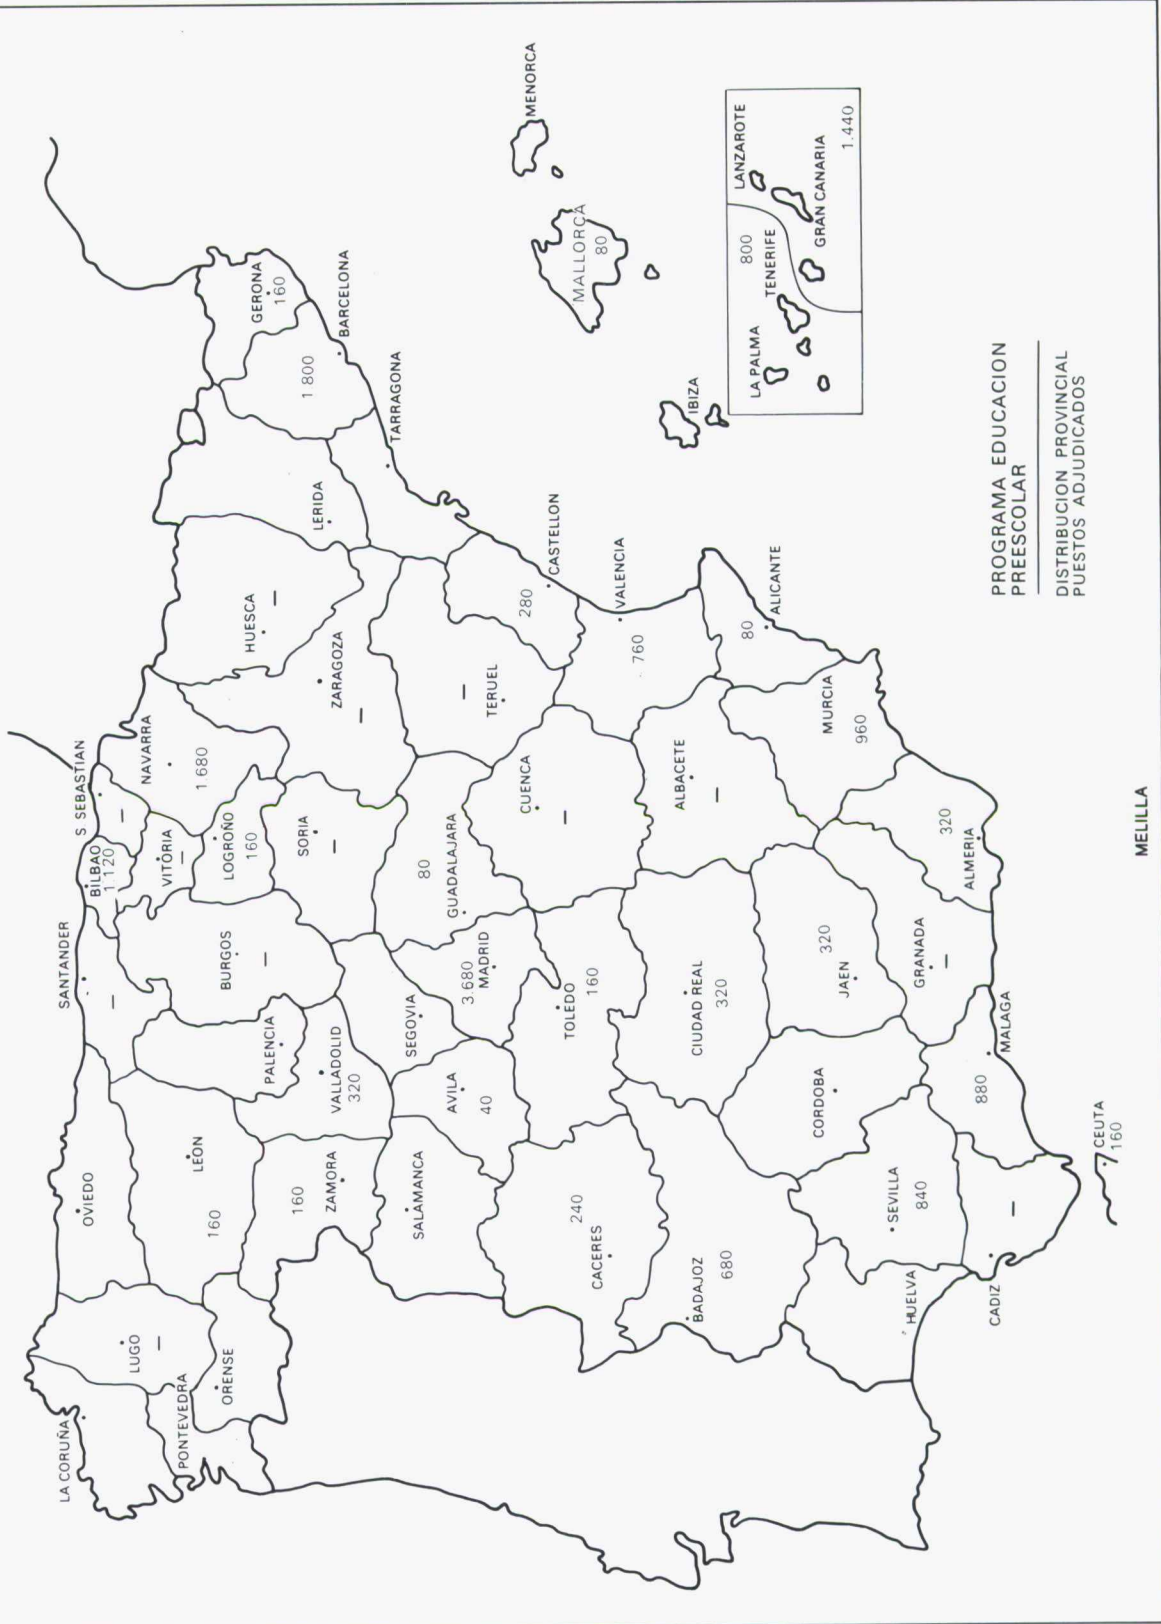 LA CORUÑA
LUGO
—
PONTEVEDRA
ORENSE
OVIEDO
LEON
160
SANTANDER
—
BILBAO
1.120
S. SEBASTIAN
—
VITORIA
—
NAVARRA
1.680
LOGROÑO
160
BURGOS
—
PALENCIA
VALLADOLID
320
ZAMORA
160
SALAMANCA
AVILA
40
SEGOVIA
SORIA
—
HUESCA
—
ZARAGOZA
—
TERUEL
—
LERIDA
GERONA
160
BARCELONA
1 800
TARRAGONA
CASTELLON
280
VALENCIA
760
ALICANTE
80
GUADALAJARA
80
MADRID
3.680
CUENCA
—
TOLEDO
160
CIUDAD REAL
320
ALBACETE
—
MURCIA
960
CACERES
240
BADAJOZ
680
HUELVA
SEVILLA
840
CORDOBA
JAEN
320
GRANADA
—
ALMERIA
320
MALAGA
880
CADIZ
—
CEUTA
160
MELILLA
MENORCA
MALLORCA
80
IBIZA
LA PALMA
TENERIFE
800
LANZAROTE
GRAN CANARIA
1.440
PROGRAMA EDUCACION
PREESCOLAR
DISTRIBUCION PROVINCIAL
PUESTOS ADJUDICADOS